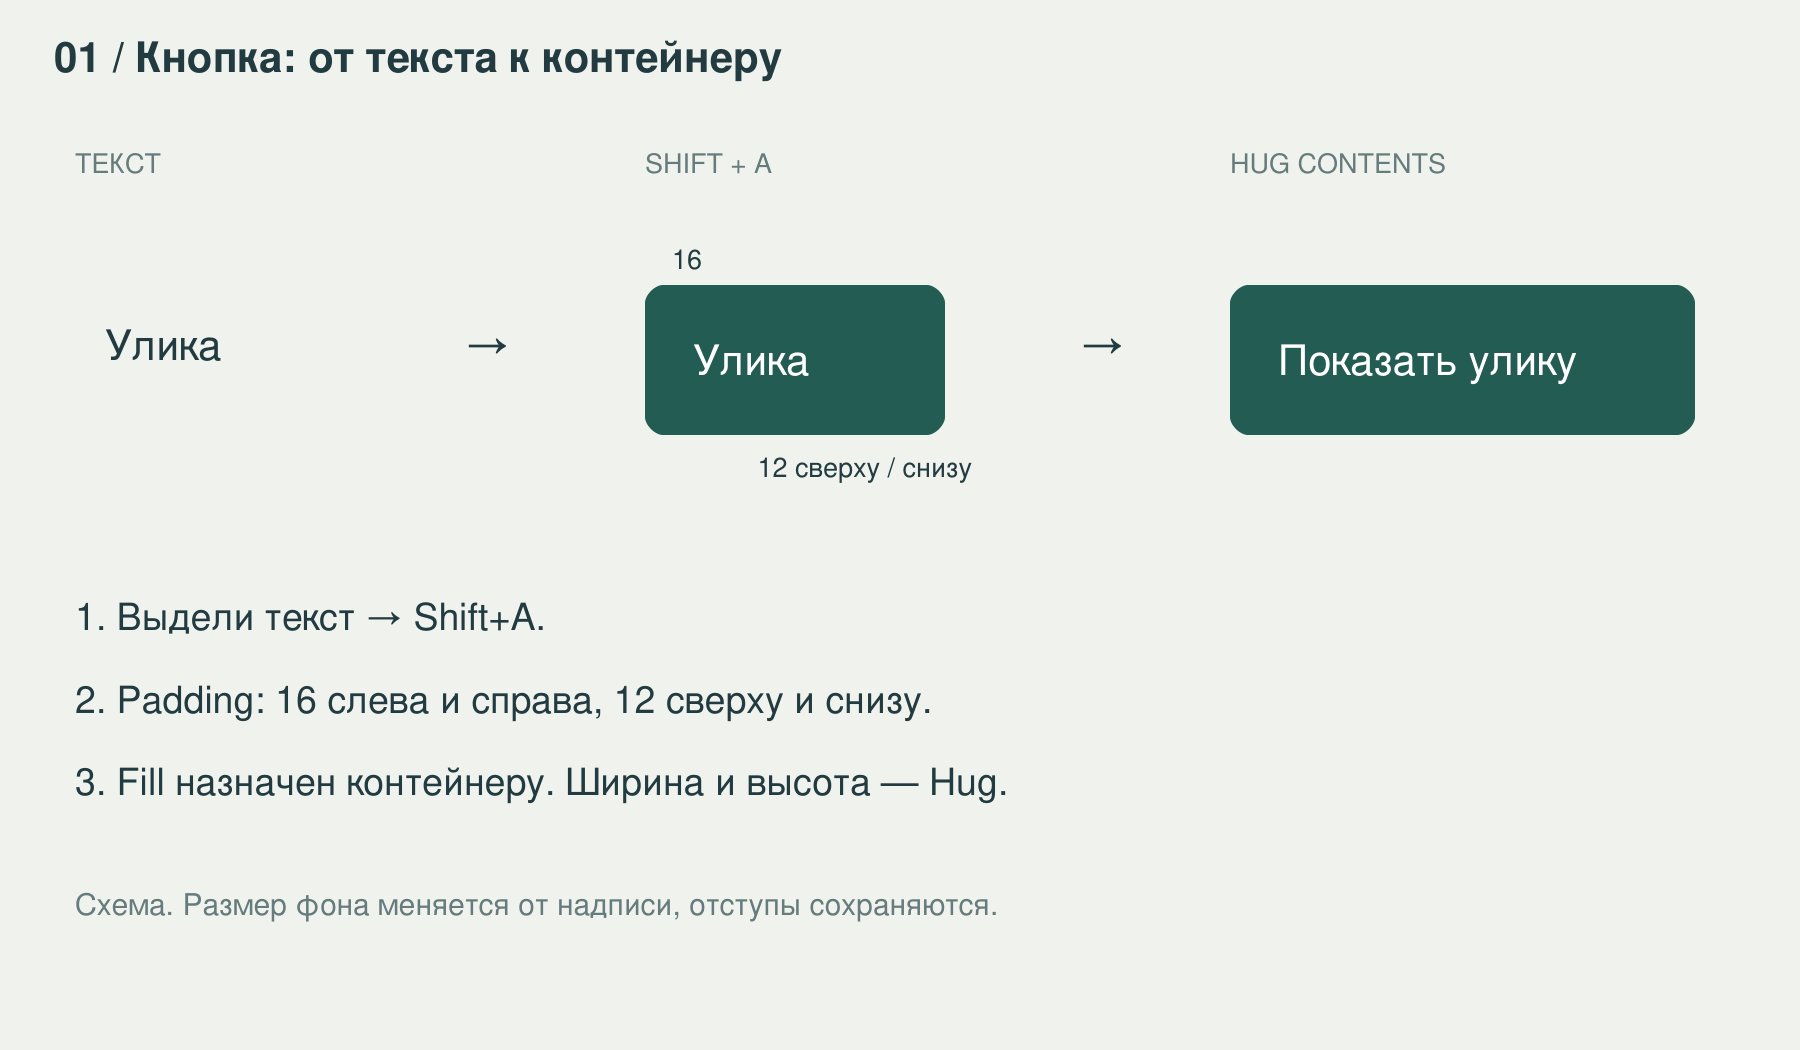 01 / Кнопка: от текста к контейнеру
ТЕКСТ
SHIFT + A
HUG CONTENTS
16
Улика
→
Улика
→
Показать улику
12 сверху / снизу
1. Выдели текст → Shift+A.
2. Padding: 16 слева и справа, 12 сверху и снизу.
3. Fill назначен контейнеру. Ширина и высота — Hug.
Схема. Размер фона меняется от надписи, отступы сохраняются.